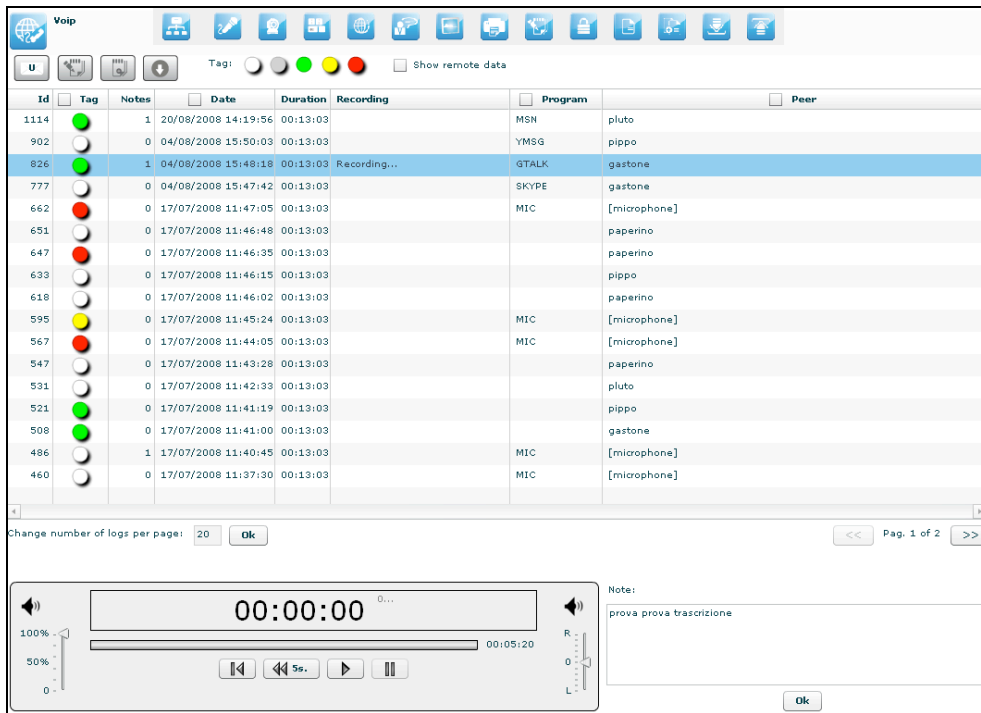 Voip
U Tag: Show remote data
Id Tag Notes Date Duration Recording Program Peer
1114 1 20/08/2008 14:19:56 00:13:03 MSN pluto
902 0 04/08/2008 15:50:03 00:13:03 YMSG pippo
826 1 04/08/2008 15:48:18 00:13:03 Recording... GTALK gastone
777 0 04/08/2008 15:47:42 00:13:03 SKYPE gastone
662 0 17/07/2008 11:47:05 00:13:03 MIC [microphone]
651 0 17/07/2008 11:46:48 00:13:03 paperino
647 0 17/07/2008 11:46:35 00:13:03 paperino
633 0 17/07/2008 11:46:15 00:13:03 pippo
618 0 17/07/2008 11:46:02 00:13:03 paperino
595 0 17/07/2008 11:45:24 00:13:03 MIC [microphone]
567 0 17/07/2008 11:44:05 00:13:03 MIC [microphone]
547 0 17/07/2008 11:43:28 00:13:03 paperino
531 0 17/07/2008 11:42:33 00:13:03 pluto
521 0 17/07/2008 11:41:19 00:13:03 pippo
508 0 17/07/2008 11:41:00 00:13:03 gastone
486 1 17/07/2008 11:40:45 00:13:03 MIC [microphone]
460 0 17/07/2008 11:37:30 00:13:03 MIC [microphone]
Change number of logs per page: 20 Ok << Pag. 1 of 2 >>
00:00:00 0...
100%
50%
0
00:05:20
5s.
R
0
L
Note:
prova prova trascrizione
Ok